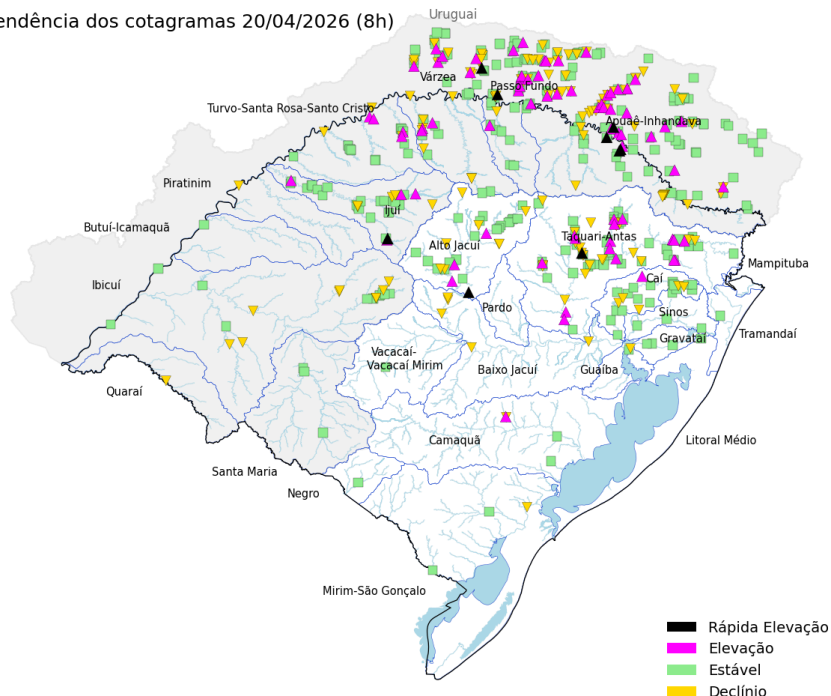 endência dos cotagramas 20/04/2026 (8h)
Uruguai
Várzea
Passo Fundo
Turvo-Santa Rosa-Santo Cristo
Apuaê-Inhandava
Piratinim
Ijuí
Butuí-Icamaquã
Alto Jacuí
Taquari-Antas
Mampituba
Ibicuí
Caí
Pardo
Sinos
Tramandaí
Gravataí
Vacacaí-
Vacacaí Mirim
Baixo Jacuí
Guaíba
Quaraí
Camaquã
Litoral Médio
Santa Maria
Negro
Mirim-São Gonçalo
Rápida Elevação
Elevação
Estável
Declínio